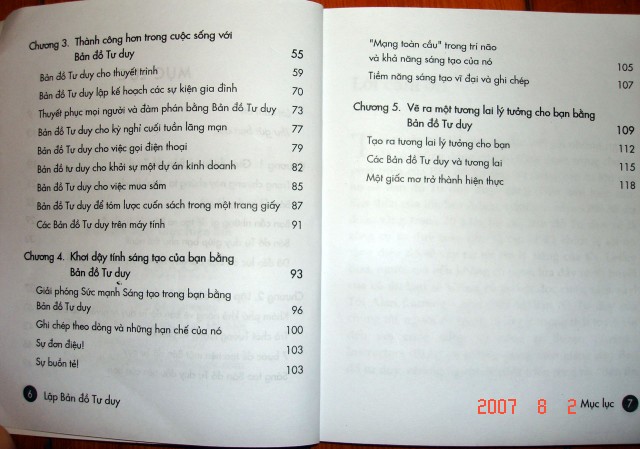 Chương 3. Thành công hơn trong cuộc sống với
Bản đồ Tư duy 55
Bản đồ Tư duy cho thuyết trình 59
Bản đồ Tư duy lập kế hoạch các sự kiện gia đình 70
Thuyết phục mọi người và đàm phán bằng Bản đồ Tư duy 73
Bản đồ Tư duy cho kỳ nghỉ cuối tuần lãng mạn 77
Bản đồ Tư duy cho việc gọi điện thoại 79
Bản đồ tư duy cho khởi sự một dự án kinh doanh 82
Bản đồ Tư duy cho việc mua sắm 85
Bản đồ Tư duy để tóm lược cuốn sách trong một trang giấy 87
Các Bản đồ Tư duy trên máy tính 91
Chương 4. Khơi dậy tính sáng tạo của bạn bằng
Bản đồ Tư duy 93
Giải phóng Sức mạnh Sáng tạo trong bạn bằng
Bản đồ Tư duy 96
Ghi chép theo dòng và những hạn chế của nó 100
Sự đơn điệu! 103
Sự buồn tẻ! 103
6 Lập Bản đồ Tư duy
"Mạng toàn cầu" trong trí não
và khả năng sáng tạo của nó 105
Tiềm năng sáng tạo vĩ đại và ghi chép 107
Chương 5. Vẽ ra một tương lai lý tưởng cho bạn bằng
Bản đồ Tư duy 109
Tạo ra tương lai lý tưởng cho bạn 112
Các Bản đồ Tư duy và tương lai 115
Một giấc mơ trở thành hiện thực 118
Mục lục 7
2007 8 2